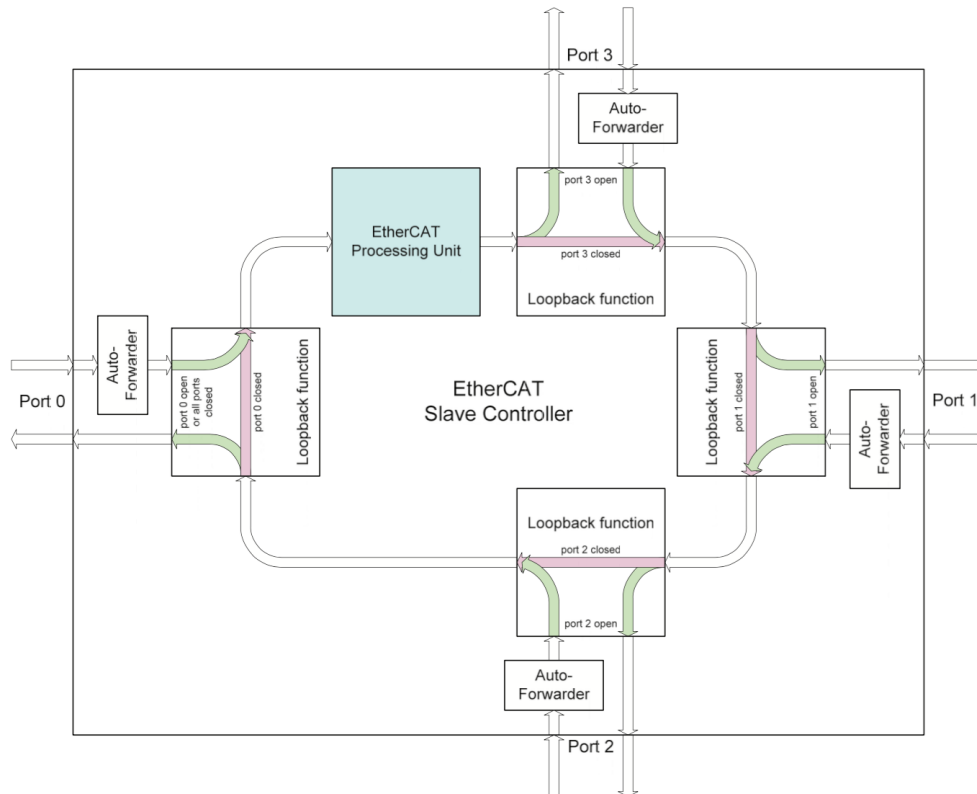 Port 3
Auto-
Forwarder
port 3 open
port 3 closed
Loopback function
EtherCAT
Processing Unit
Port 0
Auto-
Forwarder
port 0 open
or all ports
closed
port 0 closed
Loopback function
EtherCAT
Slave Controller
Loopback function
port 1 closed
port 1 open
Auto-
Forwarder
Port 1
Loopback function
port 2 closed
port 2 open
Auto-
Forwarder
Port 2